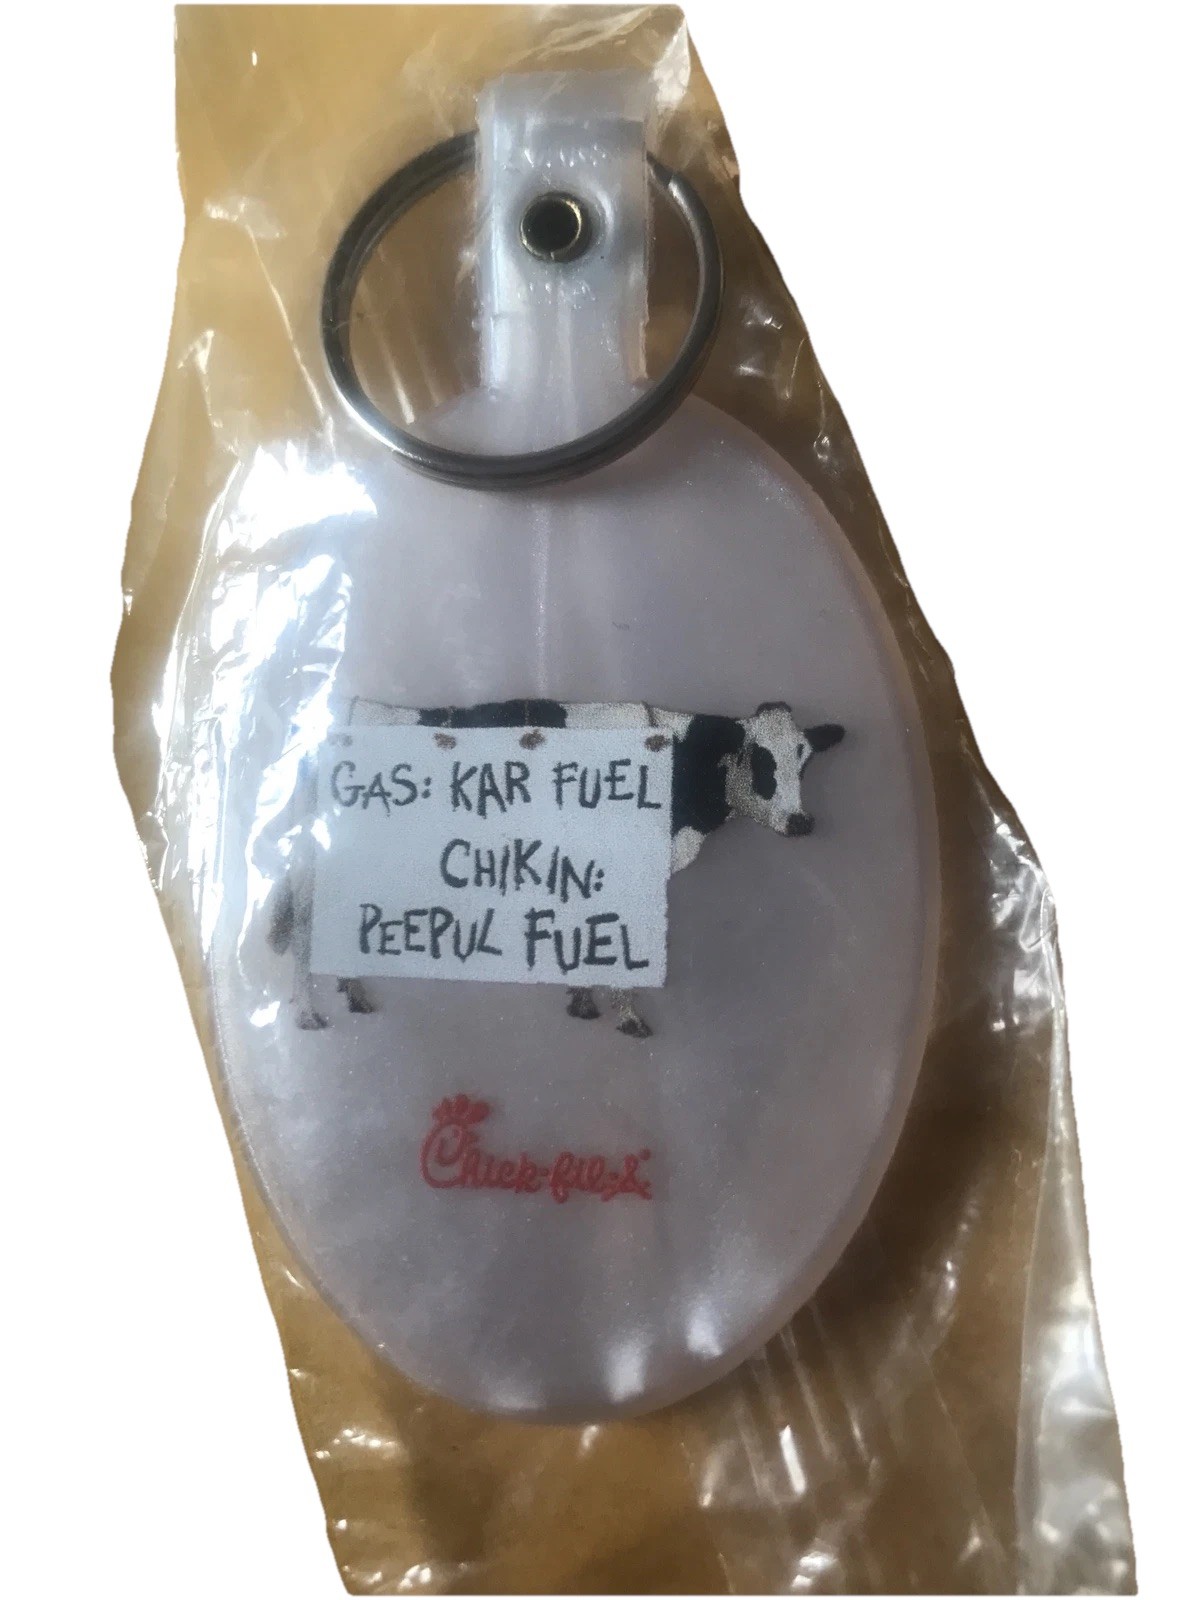 GAS: KAR FUEL
CHIKIN:
PEEPUL FUEL
Chick-fil-A